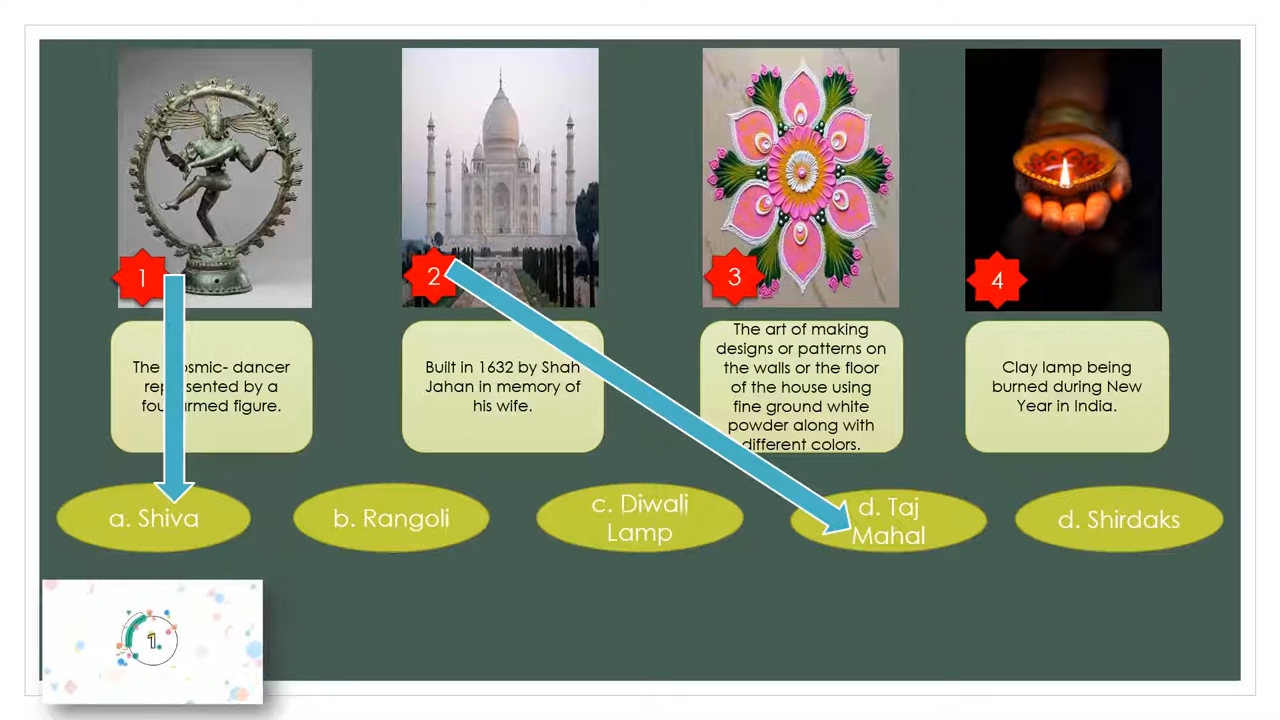 1
2
3
4
The cosmic- dancer
represented by a
four armed figure.
Built in 1632 by Shah
Jahan in memory of
his wife.
The art of making
designs or patterns on
the walls or the floor
of the house using
fine ground white
powder along with
different colors.
Clay lamp being
burned during New
Year in India.
a. Shiva
b. Rangoli
c. Diwali
Lamp
d. Taj
Mahal
d. Shirdaks
1